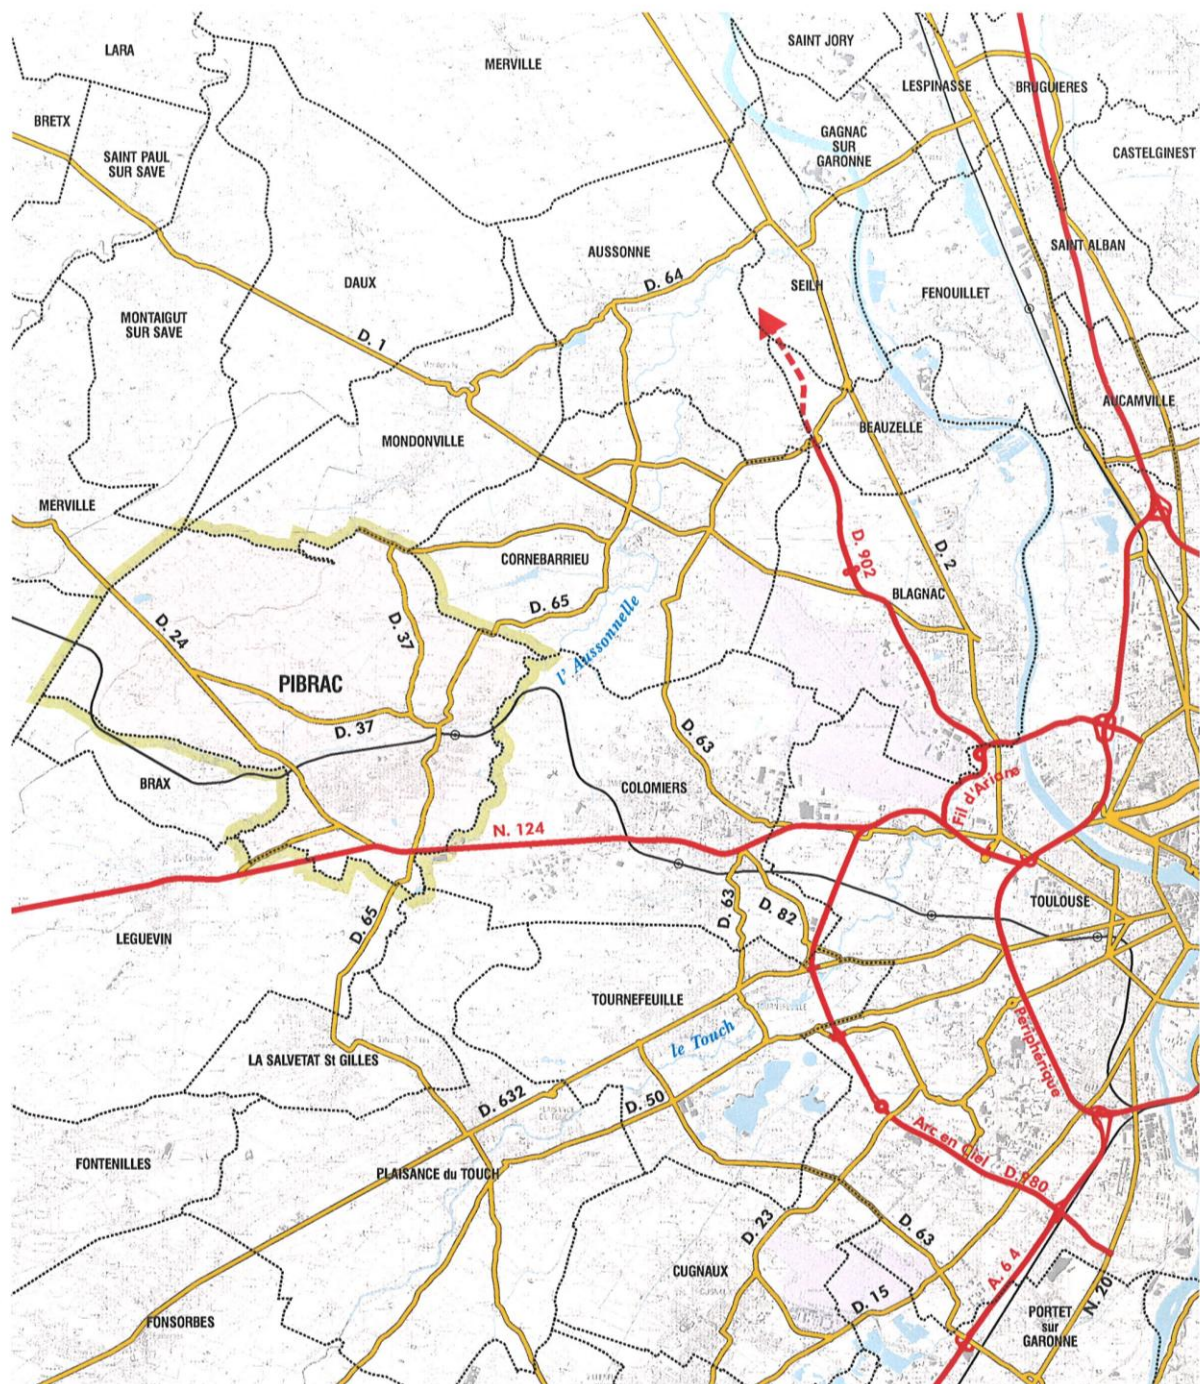 SAINT JORY
LARA
MERVILLE
LESPINASSE
BRUGUIERES
BRETX
GAGNAC
SUR
GARONNE
CASTELGINEST
SAINT PAUL
SUR SAVE
AUSSONNE
SAINT ALBAN
DAUX
D. 64
SEILH
FENOUILLET
MONTAIGUT
SUR SAVE
D. 1
AUCAMVILLE
MONDONVILLE
BEAUZELLE
MERVILLE
D. 902
D. 2
CORNEBARRIEU
BLAGNAC
D. 65
D. 24
D. 37
l' Aussonnelle
PIBRAC
D. 37
D. 63
BRAX
COLOMIERS
Fil d'Ariane
N. 124
TOULOUSE
D. 63
D. 82
D. 65
LEGUEVIN
TOURNEFEUILLE
le Touch
Périphérique
LA SALVETAT St GILLES
D. 632
D. 50
Arc en Ciel - D.980
FONTENILLES
PLAISANCE du TOUCH
D. 23
D. 63
CUGNAUX
A. 6 4
D. 15
N. 20
FONSORBES
PORTET
sur
GARONNE